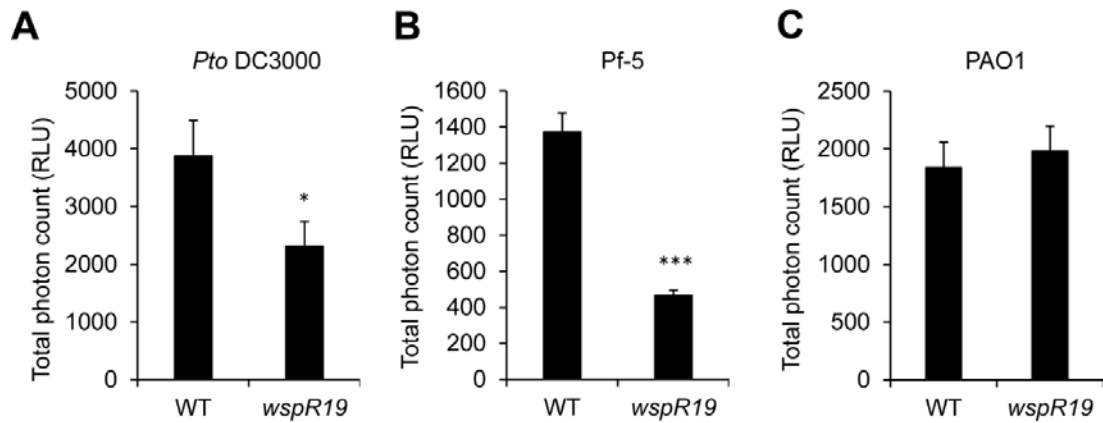 A
Pto DC3000
Total photon count (RLU)
5000
4000
3000
2000
1000
0
*
WT
wspR19
B
Pf-5
Total photon count (RLU)
1600
1400
1200
1000
800
600
400
200
0
***
WT
wspR19
C
PAO1
Total photon count (RLU)
2500
2000
1500
1000
500
0
WT
wspR19